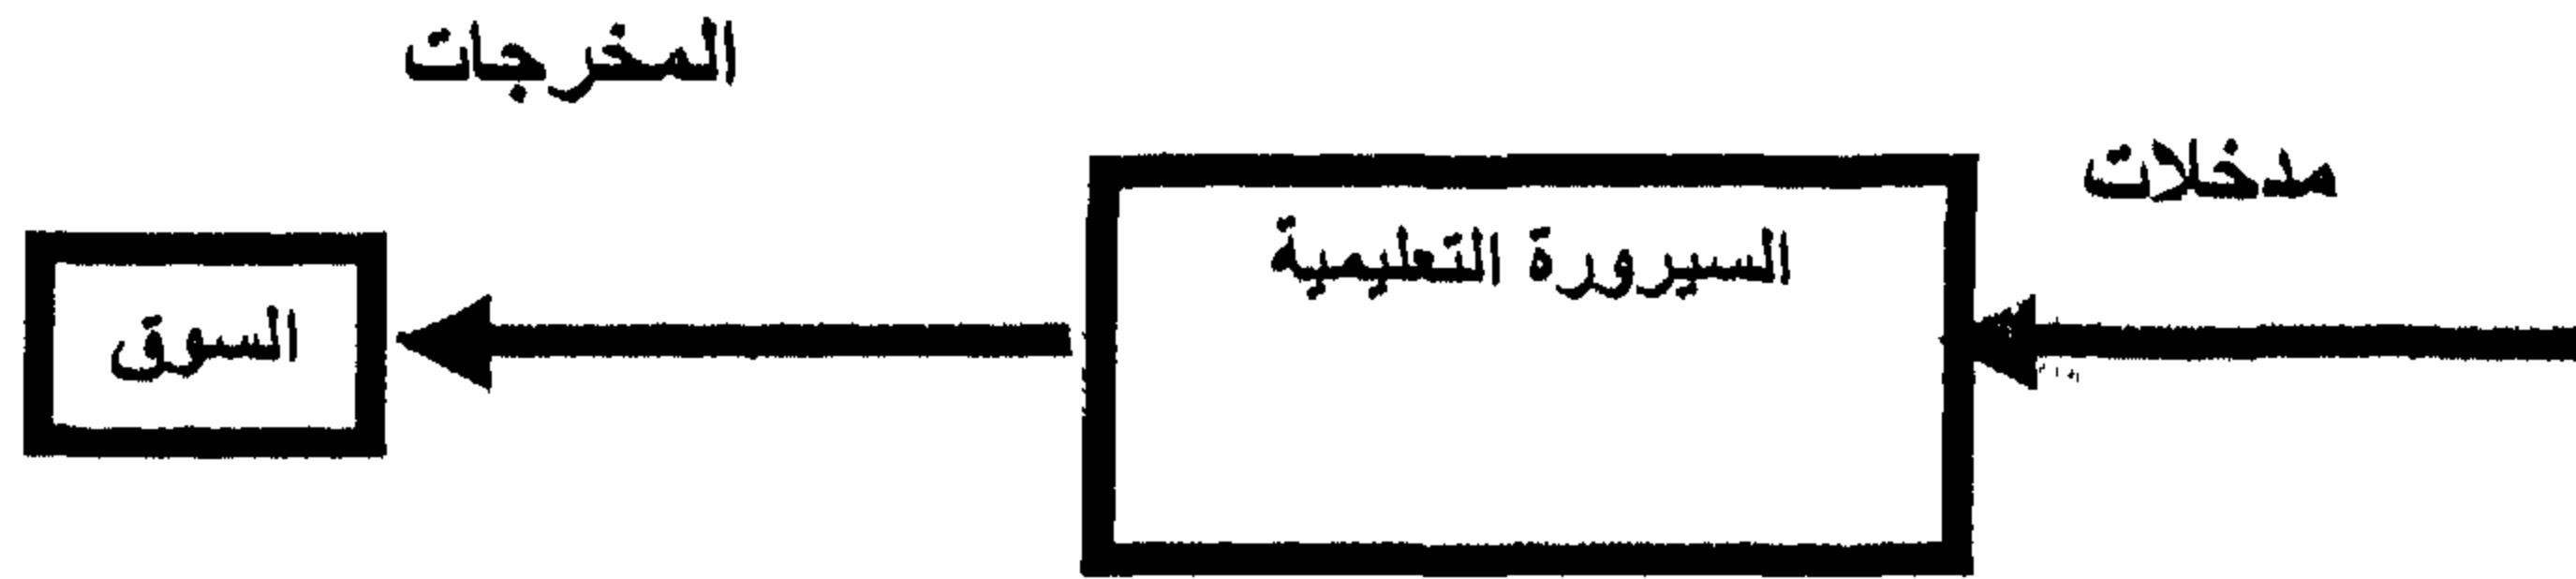 المخرجات
مدخلات
السيرورة التعليمية
السوق